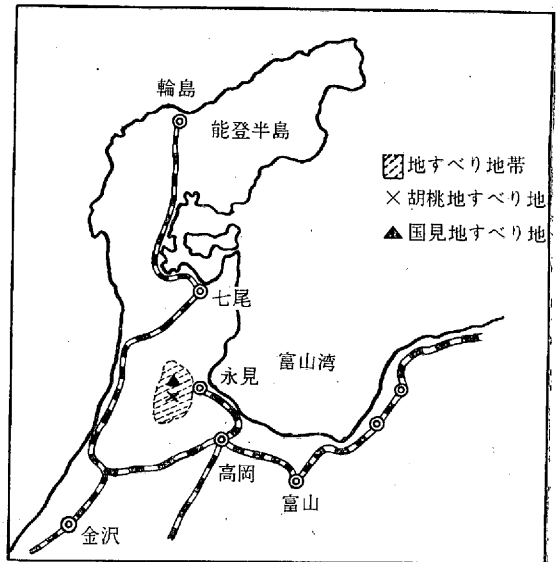 輪島
能登半島
地すべり地帯
× 胡桃地すべり地
▲ 国見地すべり地
七尾
富山湾
永見
高岡
富山
金沢